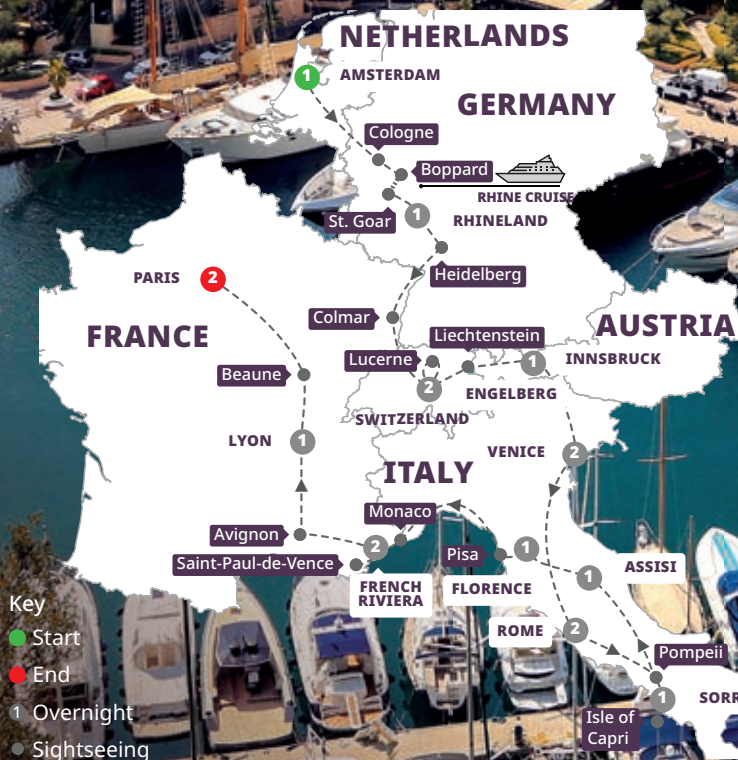 NETHERLANDS
1
AMSTERDAM
GERMANY
Cologne
Boppard
RHINE CRUISE
St. Goar
1
RHINELAND
Heidelberg
PARIS
2
Colmar
FRANCE
AUSTRIA
Liechtenstein
Lucerne
1
INNSBRUCK
Beaune
2
ENGELBERG
SWITZERLAND
LYON
1
VENICE
2
ITALY
Monaco
Avignon
2
Pisa
1
Saint-Paul-de-Vence
ASSISI
1
FRENCH
RIVIERA
FLORENCE
ROME
2
Pompeii
1
SORR
Isle of
Capri
Key
Start
End
1 Overnight
Sightseeing